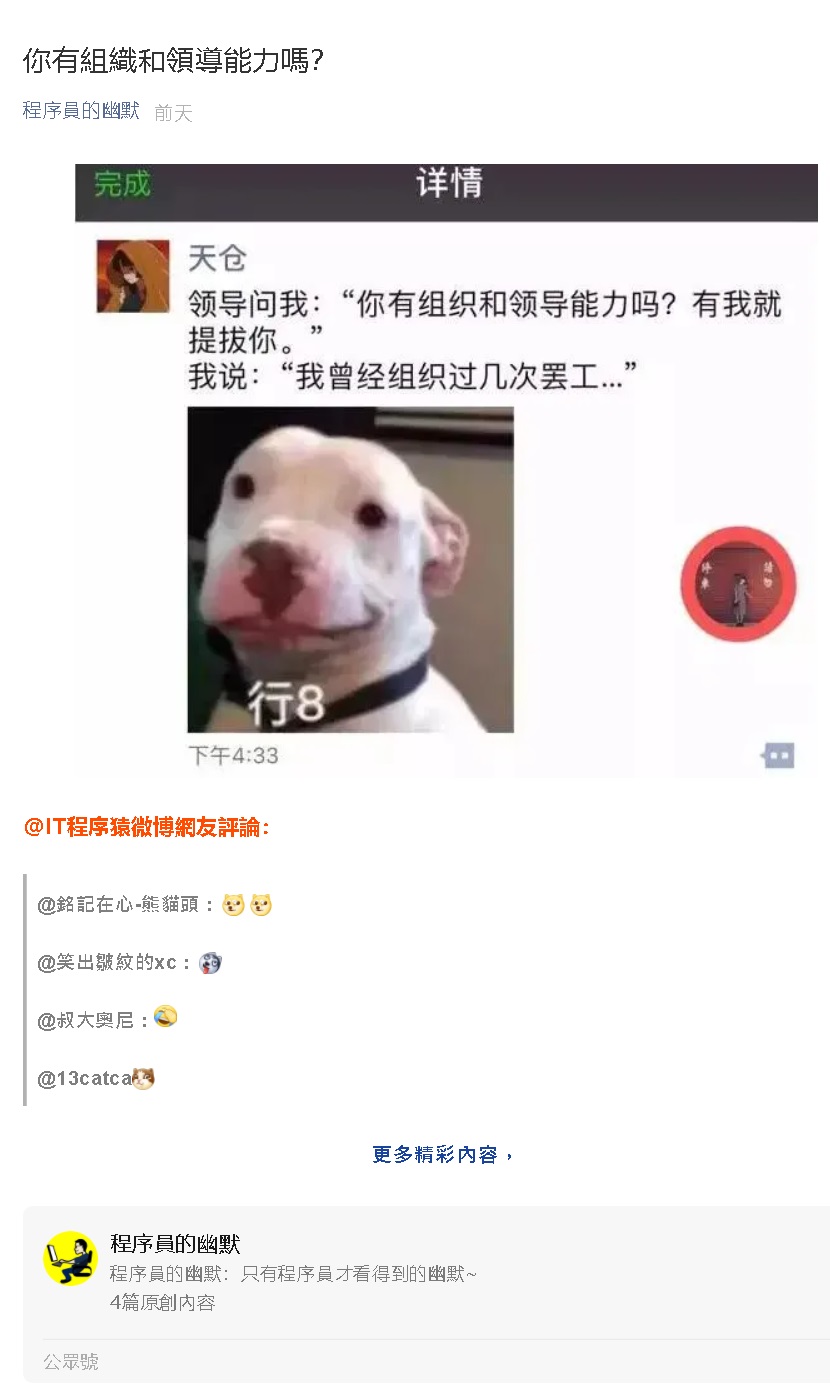 你有組織和領導能力嗎?
程序員的幽默 前天
完成 详情
天仓
领导问我：“你有组织和领导能力吗？有我就
提拔你。”
我说：“我曾经组织过几次罢工...”
行8
下午4:33
@IT程序猿微博網友評論:
@銘記在心-熊貓頭：
@笑出皺紋的xc：
@叔大奧尼：
@13catca
更多精彩內容，
程序員的幽默
程序員的幽默：只有程序員才看得到的幽默~
4篇原創內容
公眾號